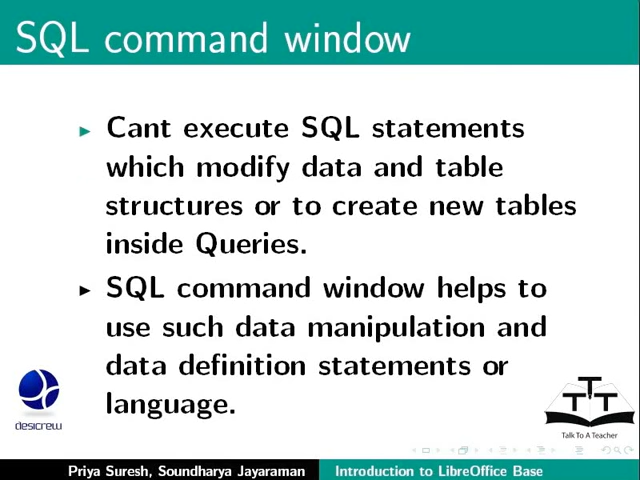 SQL command window
Cant execute SQL statements
which modify data and table
structures or to create new tables
inside Queries.
SQL command window helps to
use such data manipulation and
data definition statements or
language.
desicrew
TTT
Talk To A Teacher
Priya Suresh, Soundharya Jayaraman Introduction to LibreOffice Base